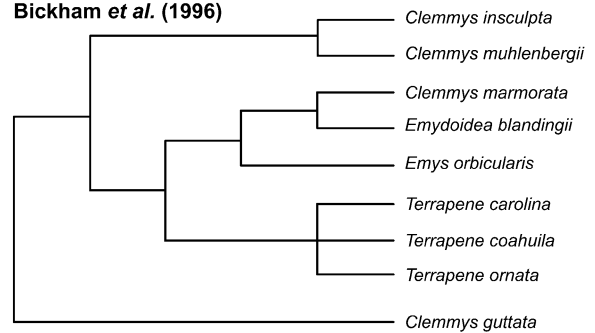 Bickham et al. (1996)
Clemmys insculpta
Clemmys muhlenbergii
Clemmys marmorata
Emydoidea blandingii
Emys orbicularis
Terrapene carolina
Terrapene coahuila
Terrapene ornata
Clemmys guttata